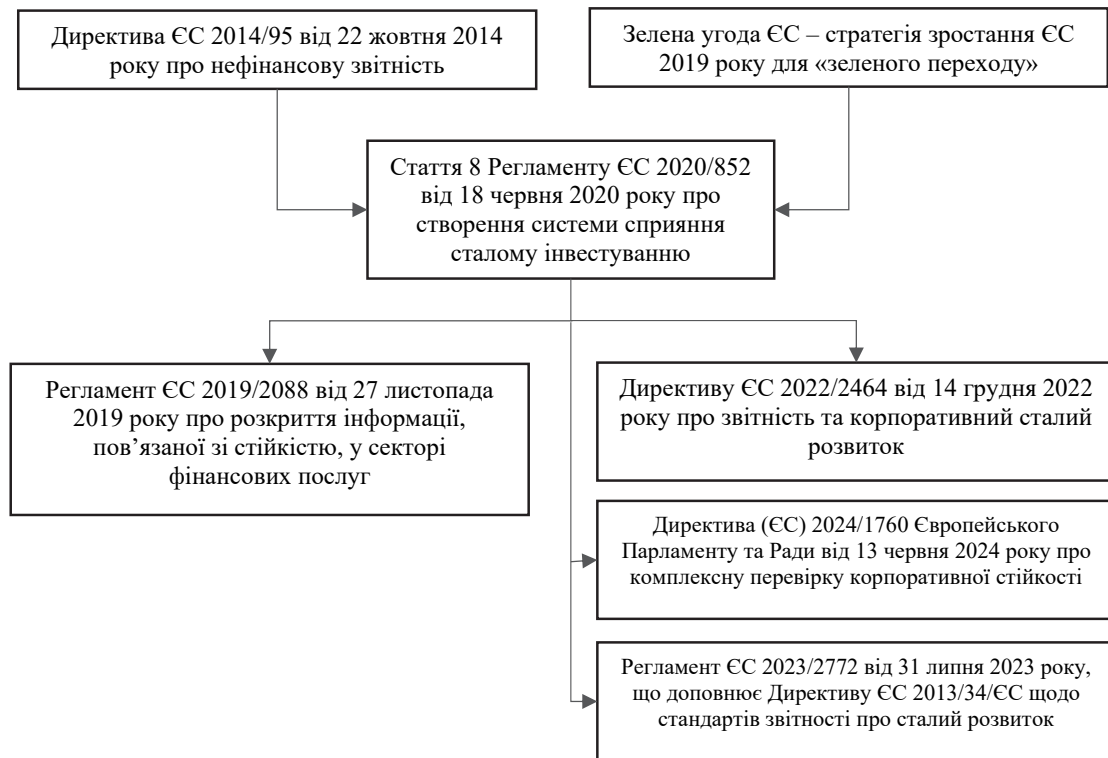 Директива ЄС 2014/95 від 22 жовтня 2014
року про нефінансову звітність
Зелена угода ЄС – стратегія зростання ЄС
2019 року для «зеленого переходу»
Стаття 8 Регламенту ЄС 2020/852
від 18 червня 2020 року про
створення системи сприяння
сталому інвестуванню
Регламент ЄС 2019/2088 від 27 листопада
2019 року про розкриття інформації,
пов’язаної зі стійкістю, у секторі
фінансових послуг
Директиву ЄС 2022/2464 від 14 грудня 2022
року про звітність та корпоративний сталий
розвиток
Директива (ЄС) 2024/1760 Європейського
Парламенту та Ради від 13 червня 2024 року про
комплексну перевірку корпоративної стійкості
Регламент ЄС 2023/2772 від 31 липня 2023 року,
що доповнює Директиву ЄС 2013/34/ЄС щодо
стандартів звітності про сталий розвиток